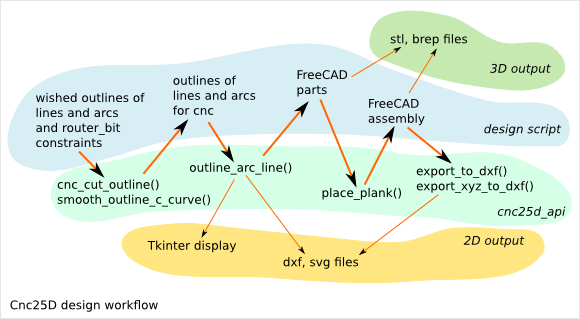 stl, brep files
3D output
wished outlines of
lines and arcs
and router_bit
constraints
outlines of
lines and arcs
for cnc
FreeCAD
parts
FreeCAD
assembly
design script
cnc_cut_outline()
smooth_outline_c_curve()
outline_arc_line()
place_plank()
export_to_dxf()
export_xyz_to_dxf()
cnc25d_api
Tkinter display
dxf, svg files
2D output
Cnc25D design workflow